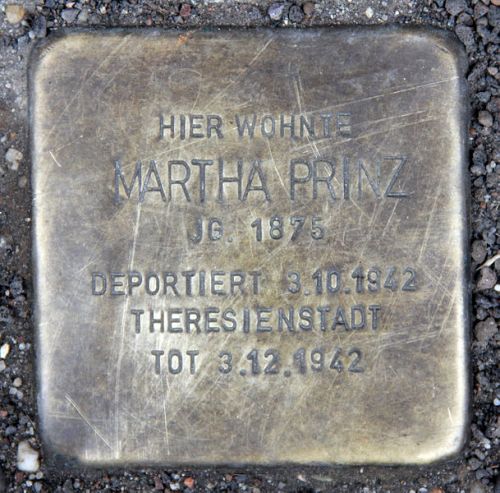 HIER WOHNTE
MARTHA PRINZ
JG. 1875
DEPORTIERT 3.10.1942
THERESIENSTADT
TOT 3.12.1942